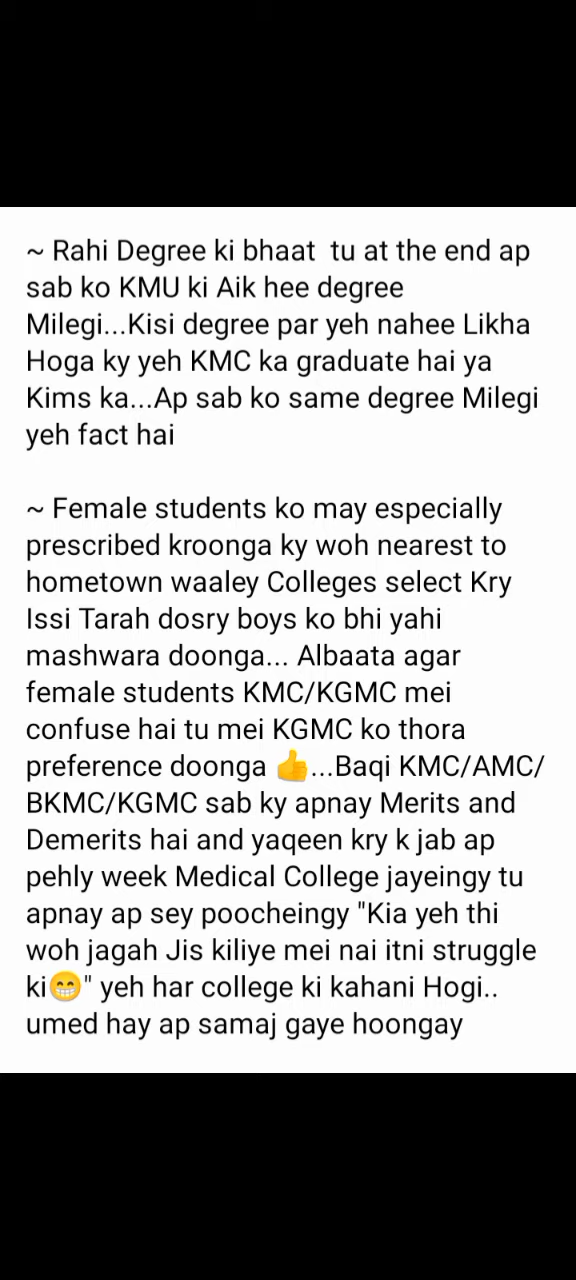 ~ Rahi Degree ki bhaat  tu at the end ap
sab ko KMU ki Aik hee degree
Milegi...Kisi degree par yeh nahee Likha
Hoga ky yeh KMC ka graduate hai ya
Kims ka...Ap sab ko same degree Milegi
yeh fact hai
~ Female students ko may especially
prescribed kroonga ky woh nearest to
hometown waaley Colleges select Kry
Issi Tarah dosry boys ko bhi yahi
mashwara doonga... Albaata agar
female students KMC/KGMC mei
confuse hai tu mei KGMC ko thora
preference doonga 👍...Baqi KMC/AMC/
BKMC/KGMC sab ky apnay Merits and
Demerits hai and yaqeen kry k jab ap
pehly week Medical College jayeingy tu
apnay ap sey poocheingy "Kia yeh thi
woh jagah Jis kiliye mei nai itni struggle
ki😁" yeh har college ki kahani Hogi..
umed hay ap samaj gaye hoongay